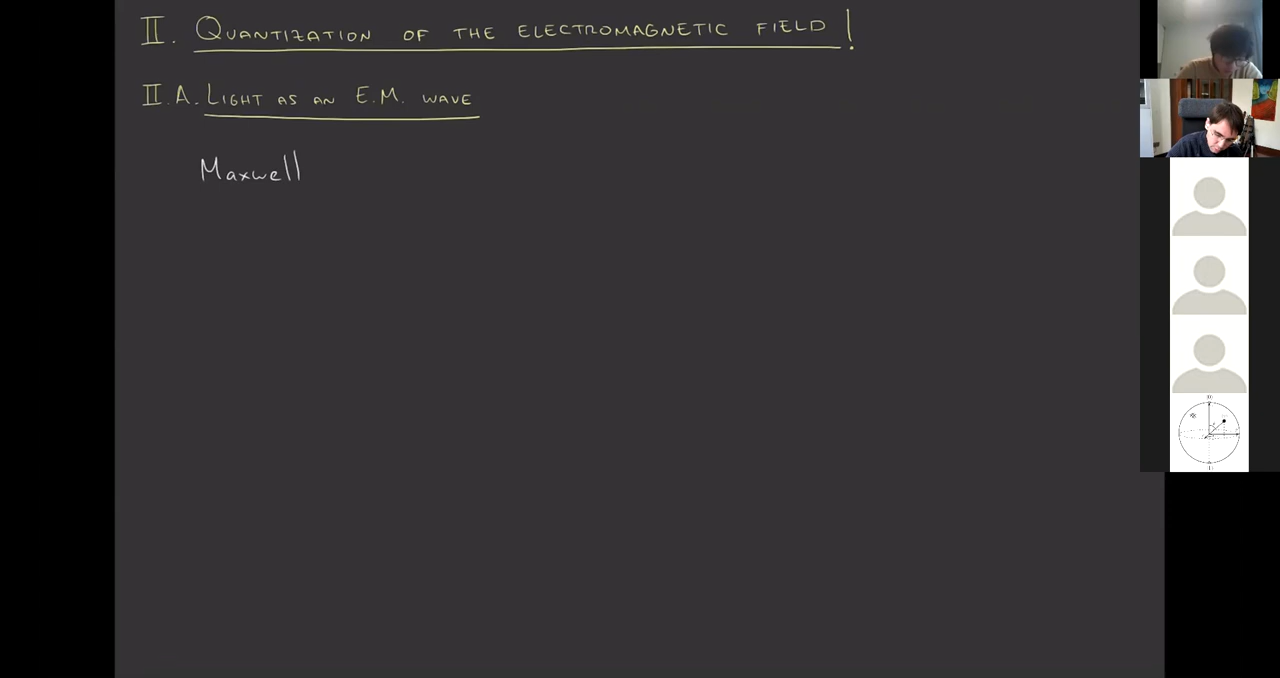 II. QUANTIZATION OF THE ELECTROMAGNETIC FIELD!
II.A. LIGHT AS AN E.M. WAVE
Maxwell